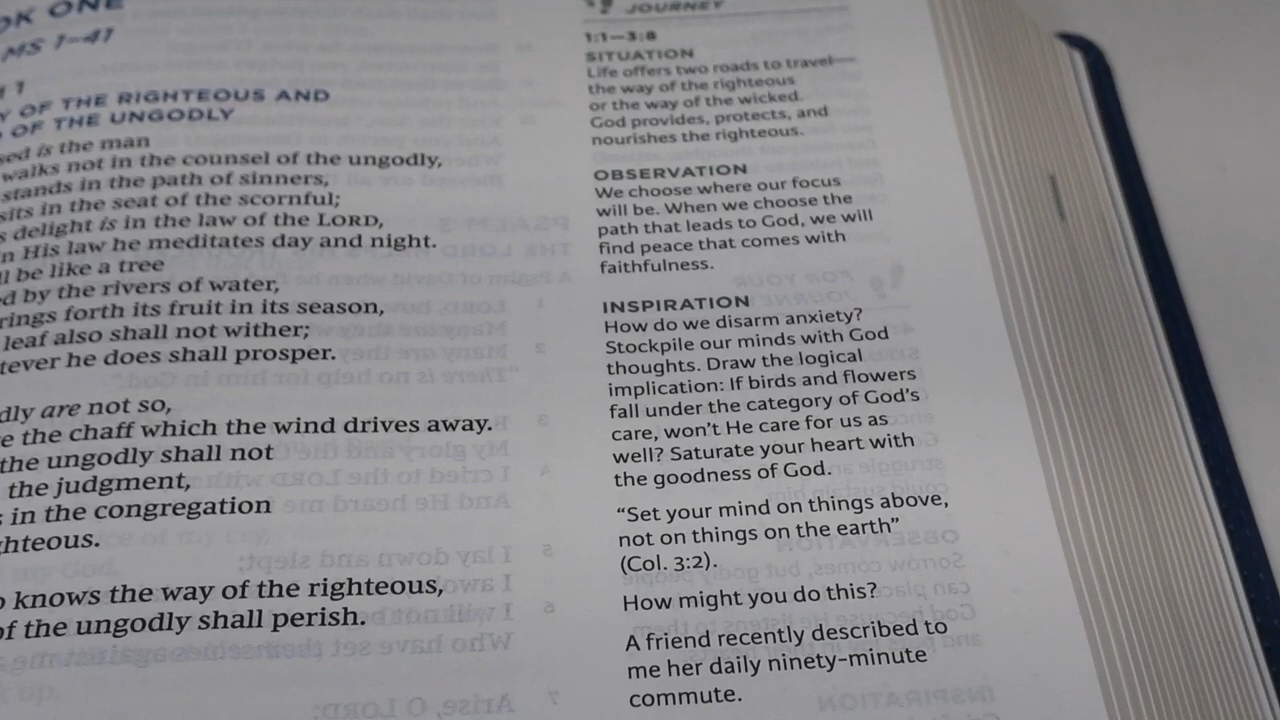 OK ONE
MS 1–41
1
Y OF THE RIGHTEOUS AND
OF THE UNGODLY
sed is the man
walks not in the counsel of the ungodly,
stands in the path of sinners,
sits in the seat of the scornful;
s delight is in the law of the LORD,
n His law he meditates day and night.
ll be like a tree
d by the rivers of water,
rings forth its fruit in its season,
leaf also shall not wither;
tever he does shall prosper.
dly are not so,
e the chaff which the wind drives away.
the ungodly shall not
the judgment,
s in the congregation
ghteous.
knows the way of the righteous,
of the ungodly shall perish.
JOURNEY
1:1—3:8
SITUATION
Life offers two roads to travel—
the way of the righteous
or the way of the wicked.
God provides, protects, and
nourishes the righteous.
OBSERVATION
We choose where our focus
will be. When we choose the
path that leads to God, we will
find peace that comes with
faithfulness.
INSPIRATION
How do we disarm anxiety?
Stockpile our minds with God
thoughts. Draw the logical
implication: If birds and flowers
fall under the category of God's
care, won't He care for us as
well? Saturate your heart with
the goodness of God.
“Set your mind on things above,
not on things on the earth”
(Col. 3:2).
How might you do this?
A friend recently described to
me her daily ninety-minute
commute.